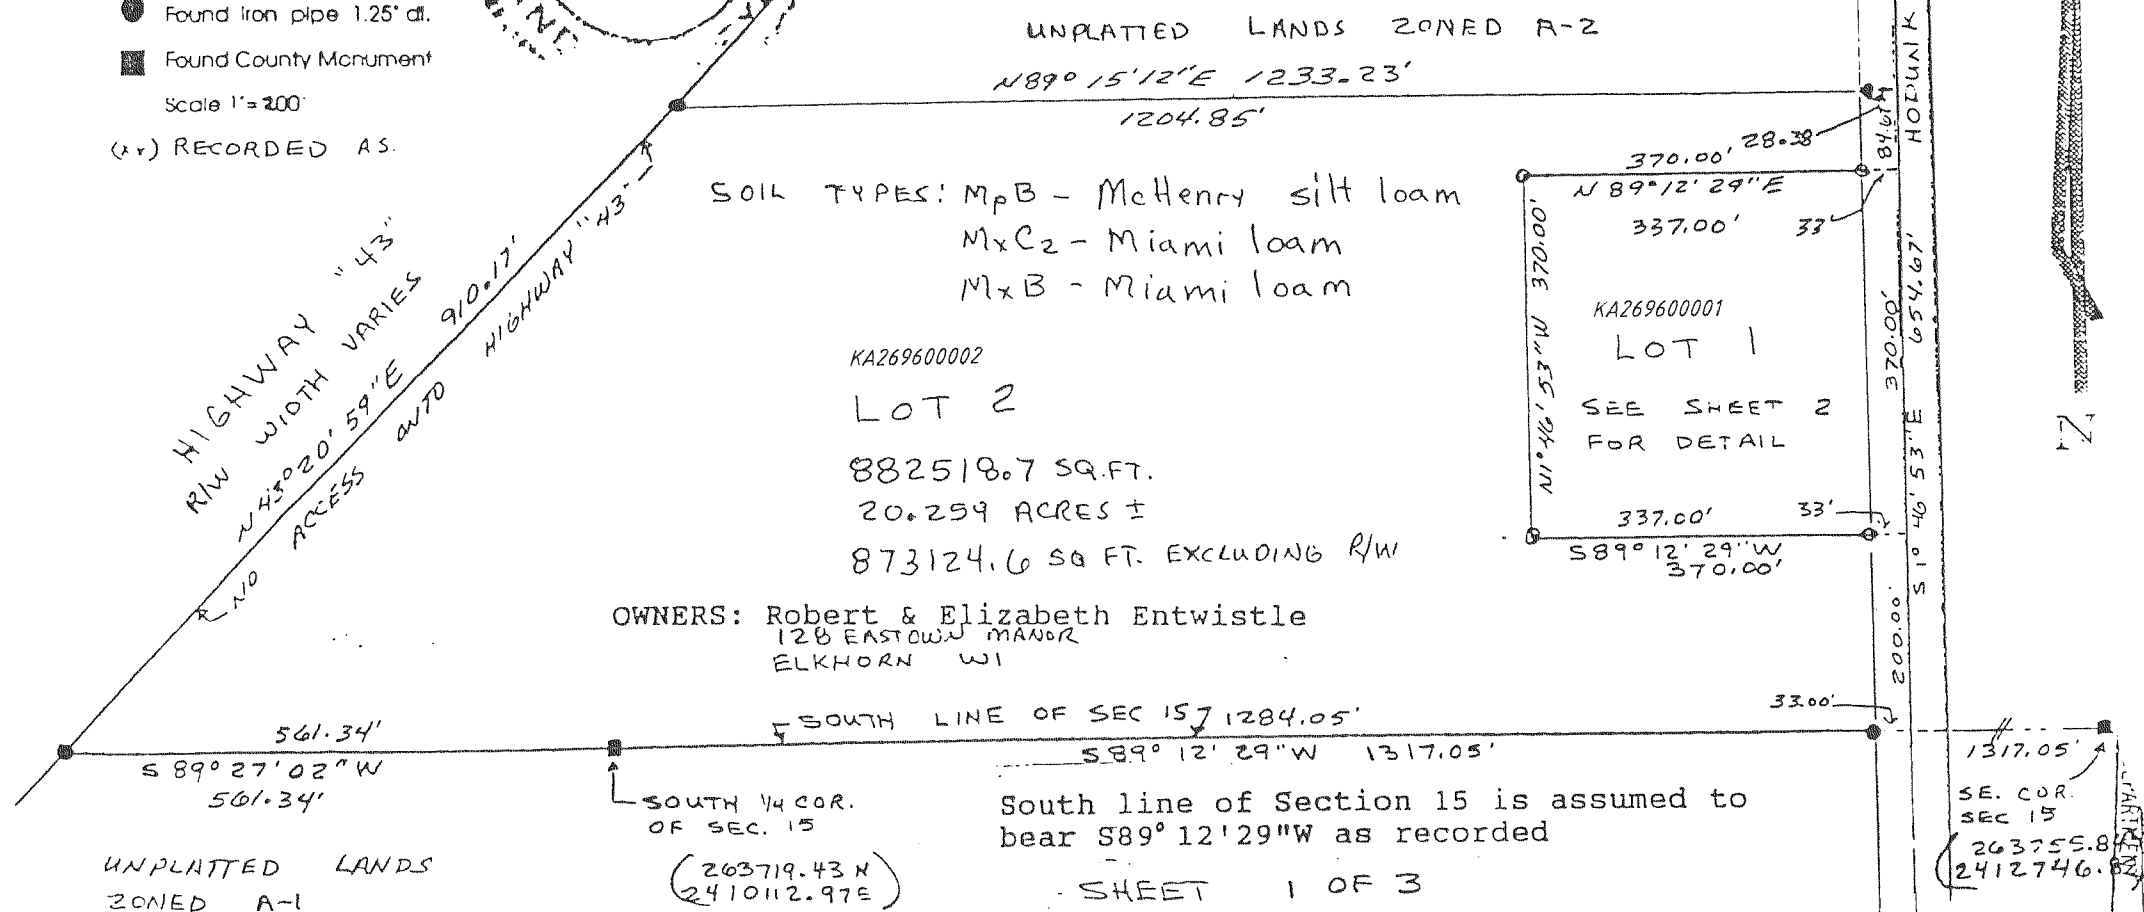 Found Iron pipe 1.25" di.
Found County Monument
Scale 1"=200'
RECORDED AS.
UNPLATTED LANDS ZONED A-2
N89° 15'12"E 1233.23'
1204.85'
28.38
84.67
HODUNK
370.00'
N 89° 12' 29"E
337.00' 33'
SOIL TYPES: MpB - McHenry silt loam
MxC2 - Miami loam
MxB - Miami loam
HIGHWAY "43"
R/W WIDTH VARIES
N 43° 20' 59"E 910.17'
NO ACCESS ONTO HIGHWAY "43"
KA269600002
LOT 2
882518.7 SQ.FT.
20.259 ACRES ±
873124.6 SQ FT. EXCLUDING R/W
N1° 46' 53" W 370.00'
KA269600001
LOT 1
SEE SHEET 2
FOR DETAIL
337.00' 33'
S89° 12' 29"W
370.00'
370.00'
S 1° 46' 53" E 654.67'
200.00
N
OWNERS: Robert & Elizabeth Entwistle
128 EASTOWN MANOR
ELKHORN WI
33.00'
SOUTH LINE OF SEC 15 1284.05'
S89° 12' 29"W 1317.05'
1317.05'
561.34'
S 89° 27' 02" W
561.34'
SOUTH 1/4 COR.
OF SEC. 15
(263719.43 N
2410112.97E)
South line of Section 15 is assumed to
bear S89° 12'29"W as recorded
SE. COR.
SEC 15
UNPLATTED LANDS
ZONED A-1
SHEET 1 OF 3